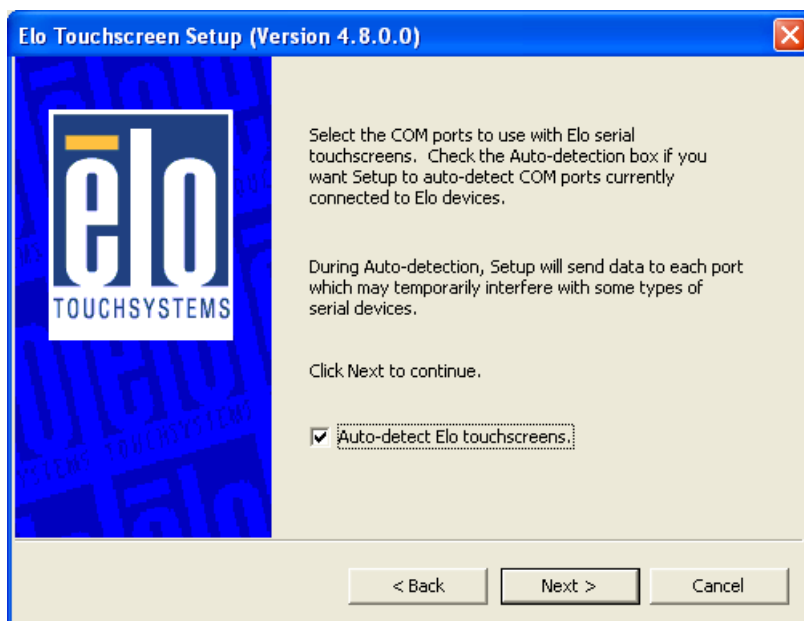 Elo Touchscreen Setup (Version 4.8.0.0)
elo
TOUCHSYSTEMS
Select the COM ports to use with Elo serial
touchscreens. Check the Auto-detection box if you
want Setup to auto-detect COM ports currently
connected to Elo devices.
During Auto-detection, Setup will send data to each port
which may temporarily interfere with some types of
serial devices.
Click Next to continue.
Auto-detect Elo touchscreens.
< Back
Next >
Cancel